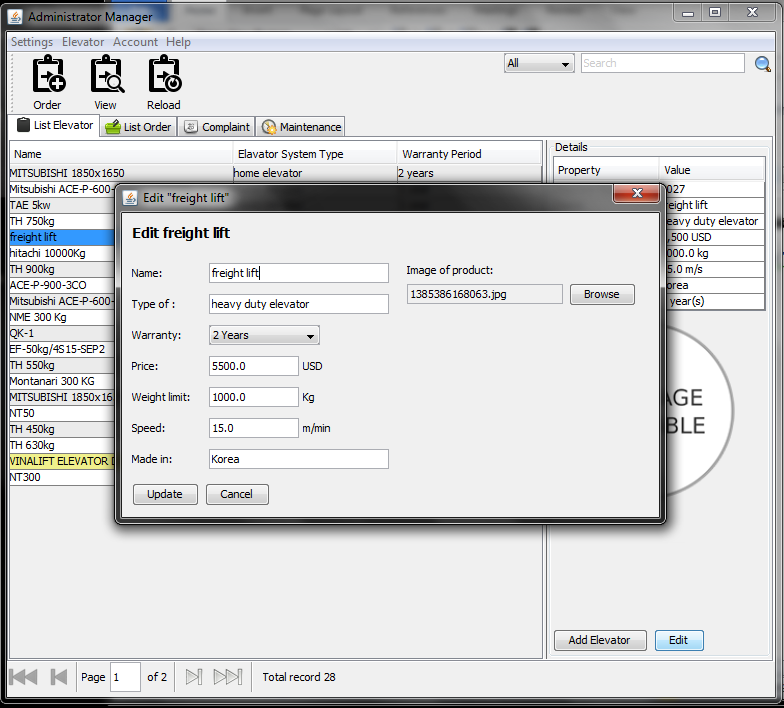 Administrator Manager
Settings Elevator Account Help
Order View Reload
All Search
List Elevator List Order Complaint Maintenance
Name Elavator System Type Warranty Period
MITSUBISHI 1850x1650 home elevator 2 years
Mitsubishi ACE-P-600-
TAE 5kw
TH 750kg
freight lift
hitachi 10000Kg
TH 900kg
ACE-P-900-3CO
Mitsubishi ACE-P-600-
NME 300 Kg
QK-1
EF-50kg/4S15-SEP2
TH 550kg
Montanari 300 KG
MITSUBISHI 1850x16
NT50
TH 450kg
TH 630kg
VINALIFT ELEVATOR
NT300
Details
Property Value
0027
eight lift
eavy duty elevator
,500 USD
000.0 kg
5.0 m/s
orea
year(s)
AGE
BLE
Edit "freight lift"
Edit freight lift
Name: freight lift
Type of : heavy duty elevator
Warranty: 2 Years
Price: 5500.0 USD
Weight limit: 1000.0 Kg
Speed: 15.0 m/min
Made in: Korea
Image of product:
1385386168063.jpg Browse
Update Cancel
Add Elevator Edit
Page 1 of 2 Total record 28